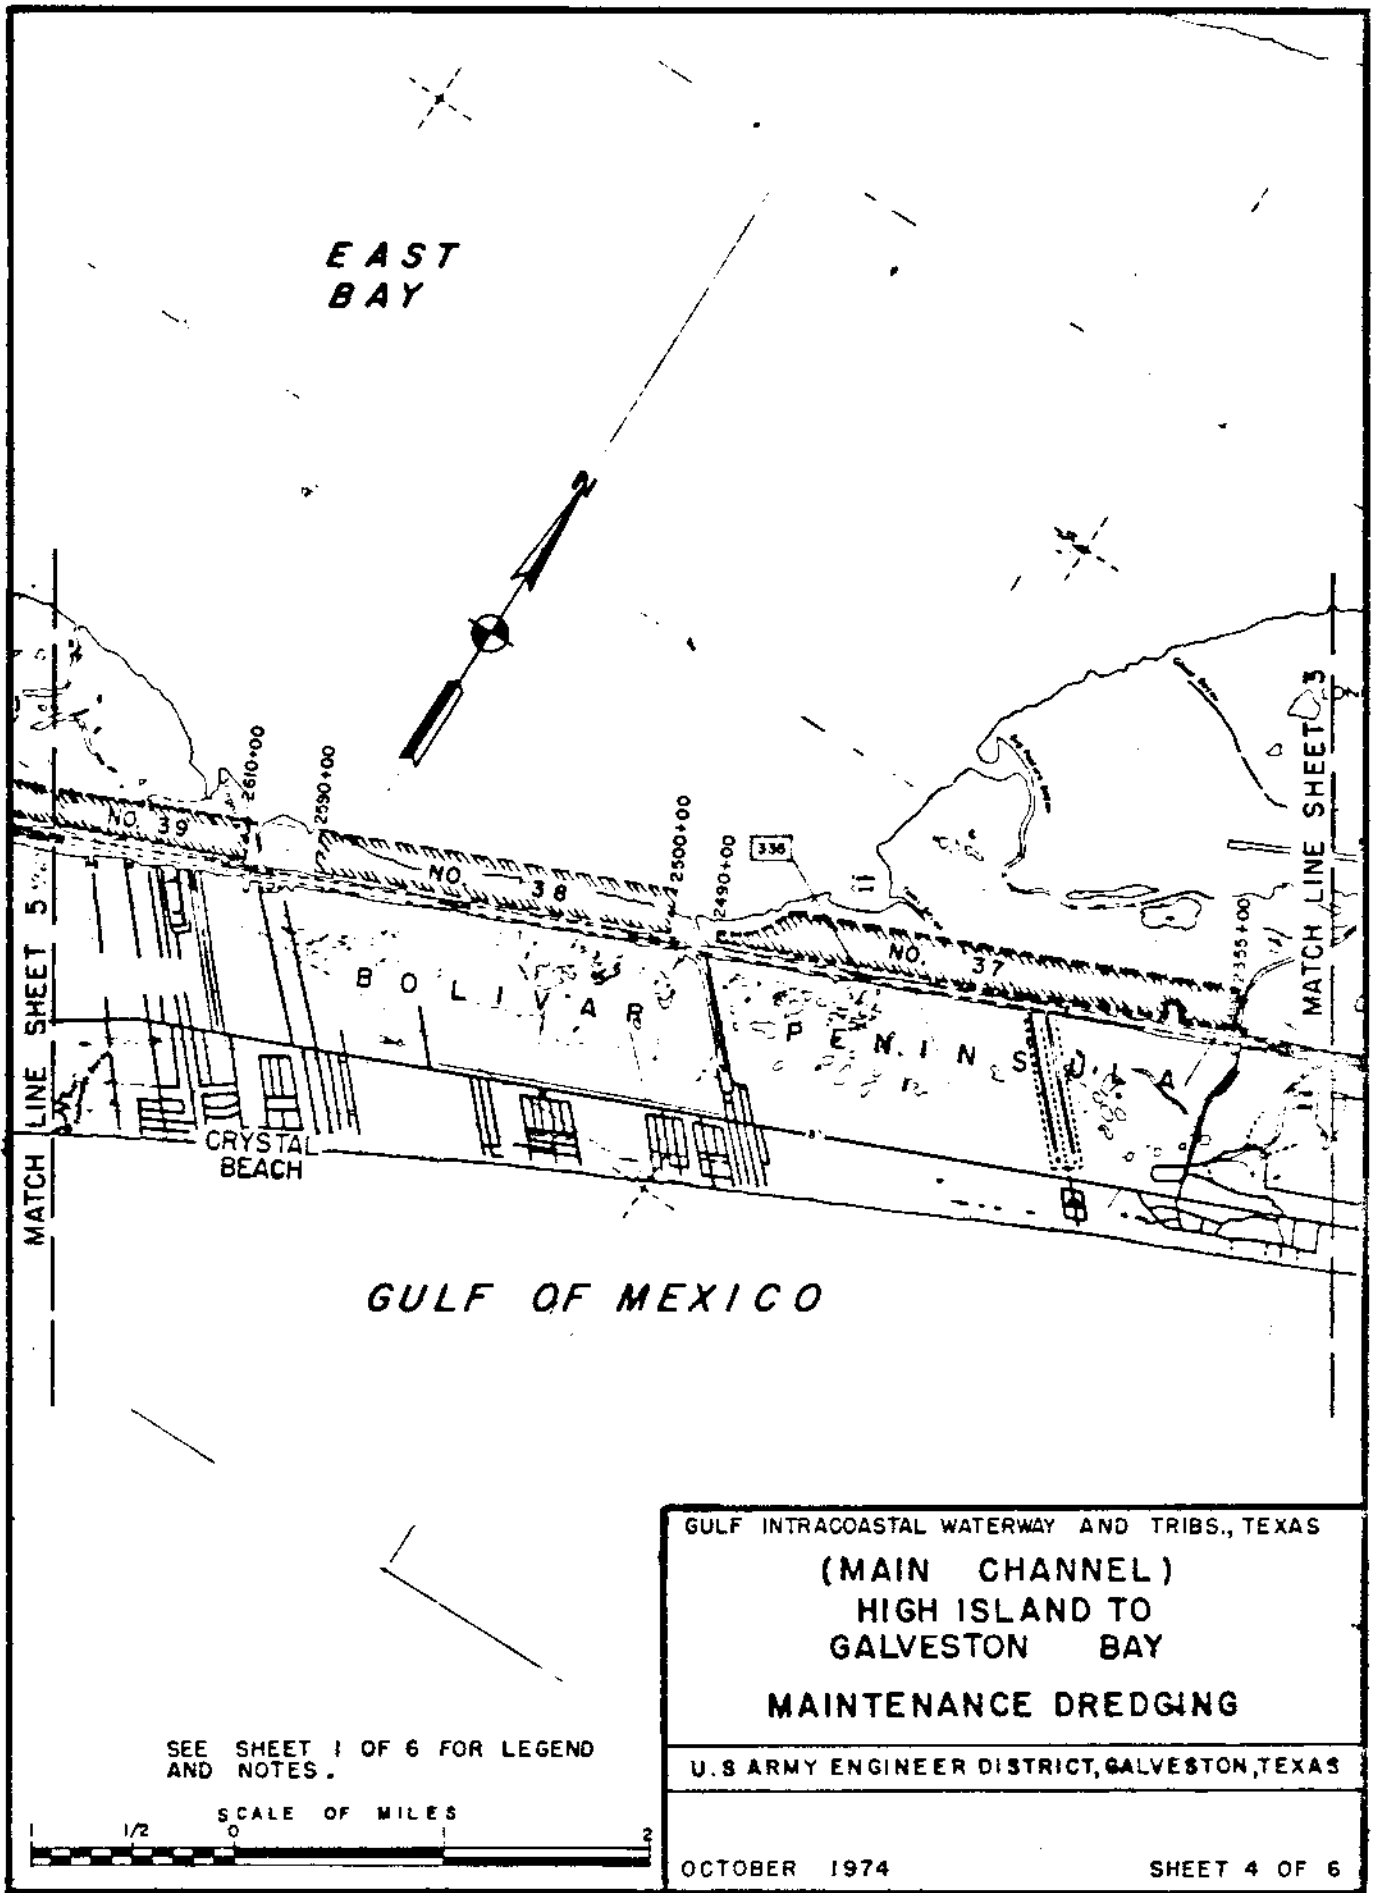 EAST
BAY
N
MATCH LINE SHEET 5
MATCH LINE SHEET 3
2610+00
2590+00
2500+00
2490+00
2355+00
336
NO. 39
NO 38
NO. 37
BOLIVAR PENINSULA
CRYSTAL
BEACH
GULF OF MEXICO
GULF INTRACOASTAL WATERWAY AND TRIBS., TEXAS
(MAIN CHANNEL)
HIGH ISLAND TO
GALVESTON BAY
MAINTENANCE DREDGING
U.S ARMY ENGINEER DISTRICT, GALVESTON, TEXAS
OCTOBER 1974 SHEET 4 OF 6
SEE SHEET 1 OF 6 FOR LEGEND
AND NOTES.
SCALE OF MILES
1 1/2 0 1 2